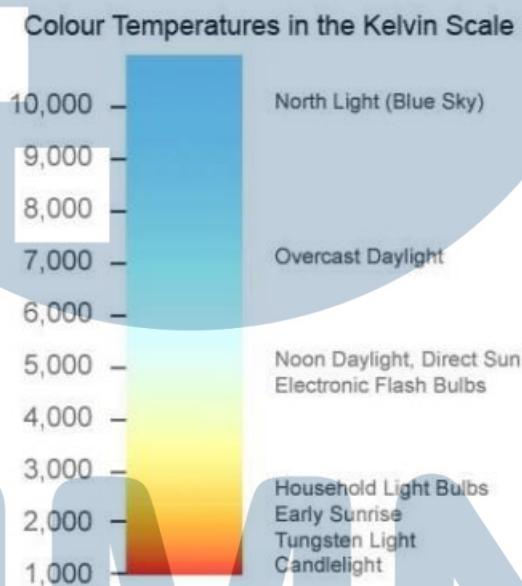 Colour Temperatures in the Kelvin Scale
10,000 North Light (Blue Sky)
9,000
8,000
7,000 Overcast Daylight
6,000
5,000 Noon Daylight, Direct Sun
Electronic Flash Bulbs
4,000
3,000
Household Light Bulbs
2,000 Early Sunrise
Tungsten Light
1,000 Candlelight